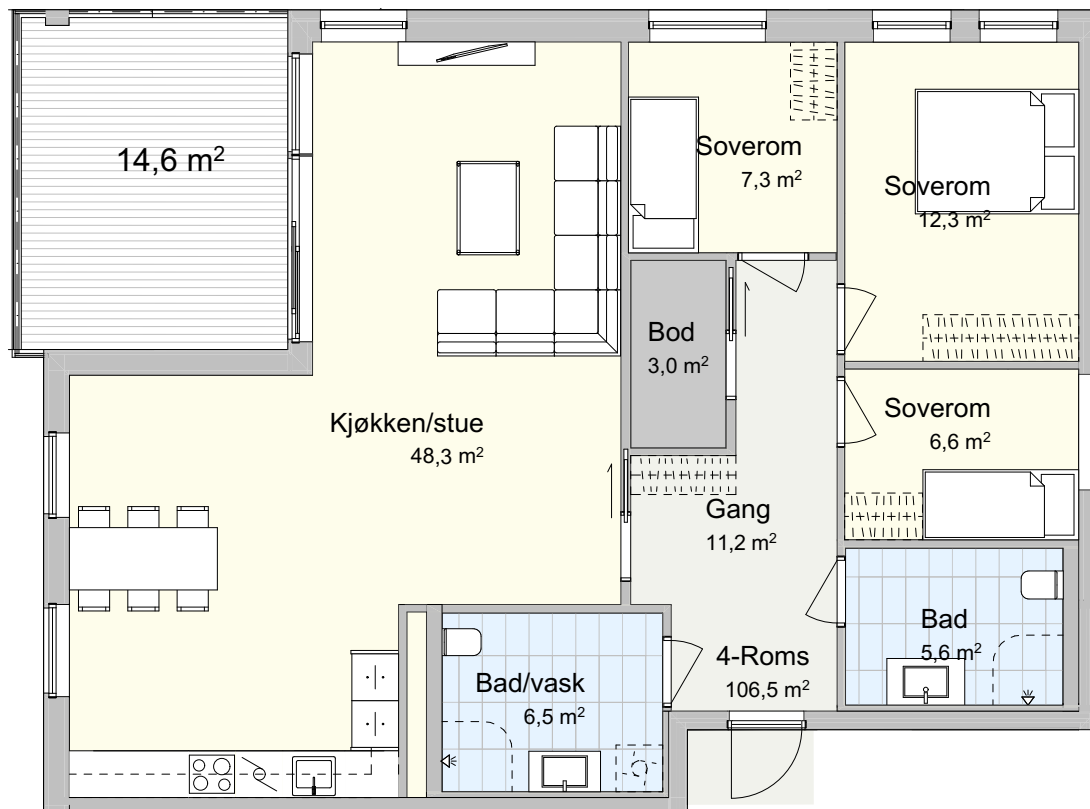 14,6 m²
Soverom
7,3 m²
Soverom
12,3 m²
Bod
3,0 m²
Kjøkken/stue
48,3 m²
Soverom
6,6 m²
Gang
11,2 m²
Bad
5,6 m²
4-Roms
106,5 m²
Bad/vask
6,5 m²